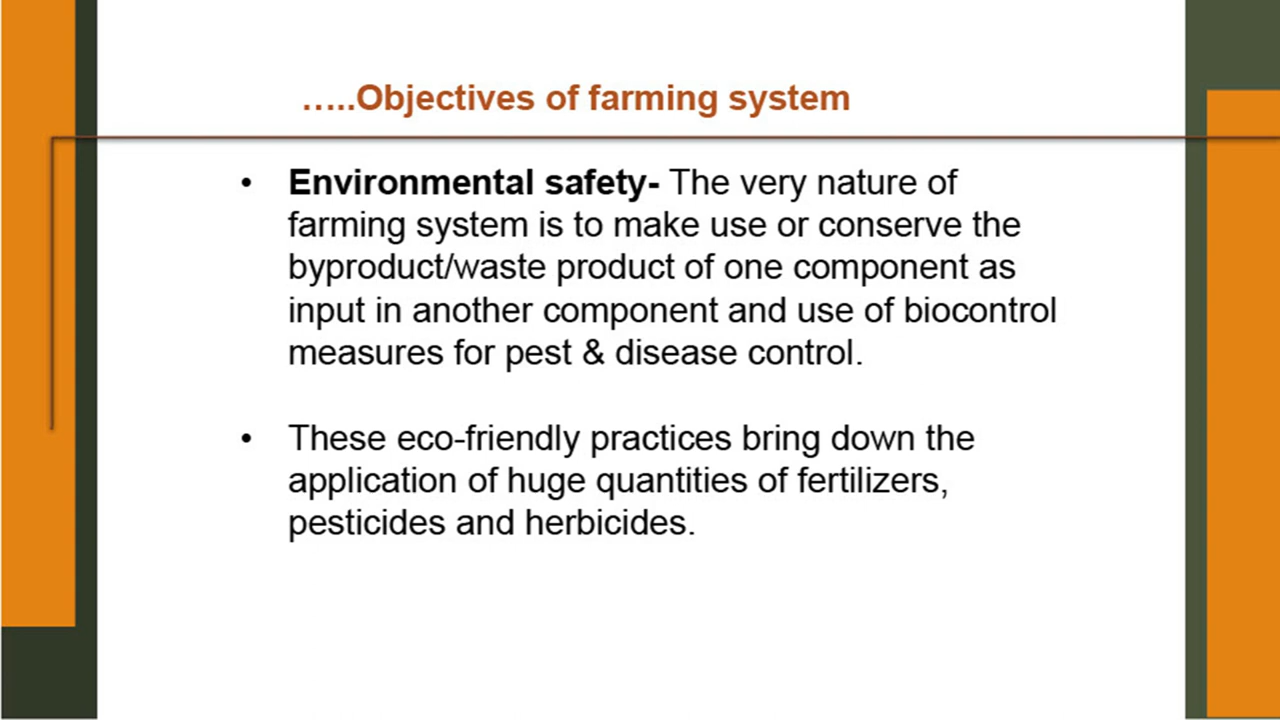 …..Objectives of farming system
• Environmental safety- The very nature of
farming system is to make use or conserve the
byproduct/waste product of one component as
input in another component and use of biocontrol
measures for pest & disease control.
• These eco-friendly practices bring down the
application of huge quantities of fertilizers,
pesticides and herbicides.